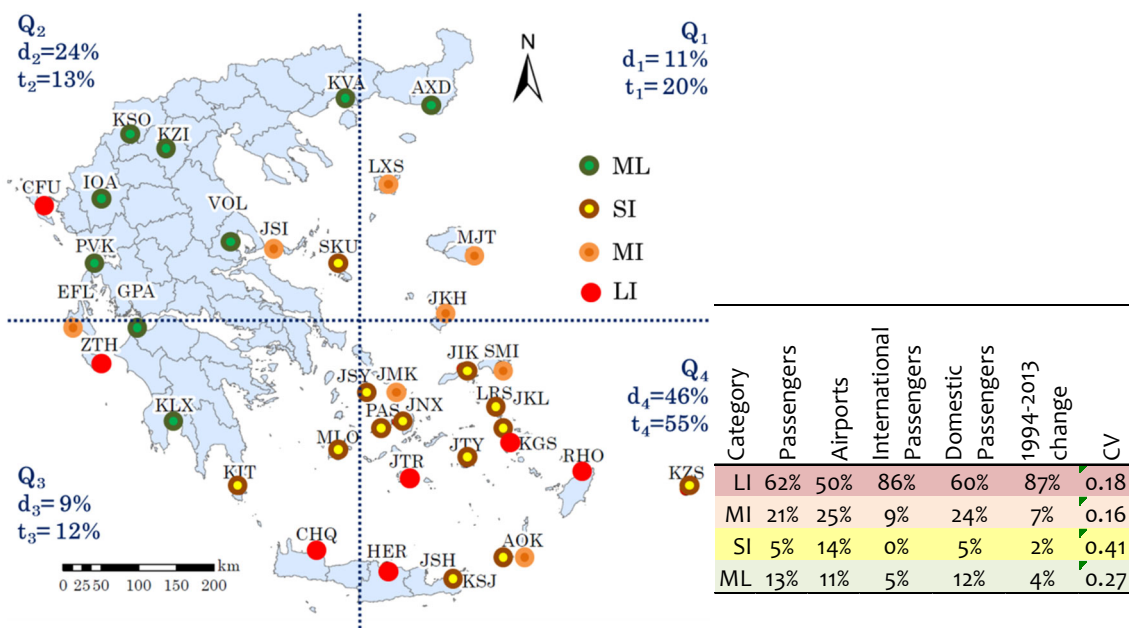 Q2
d2=24%
t2=13%
N
Q1
d1=11%
t1=20%
KVA
AXD
KSO
KZI
LXS
ML
IOA
CFU
VOL
SI
JSI
SKU
MJT
MI
PVK
EFL
GPA
JKH
LI
ZTH
JIK
SMI
Q4
d4=46%
t4=55%
JSY
JMK
LRS
JKL
KLX
PAS
JNX
MLO
JTY
KGS
JTR
RHO
KIT
KZS
Q3
d3=9%
t3=12%
CHQ
HER
JSH
AOK
KSJ
km
0 25 50 100 150 200
Category
Passengers
Airports
International
Passengers
Domestic
Passengers
1994-2013
change
CV
LI 62% 50% 86% 60% 87% 0.18
MI 21% 25% 9% 24% 7% 0.16
SI 5% 14% 0% 5% 2% 0.41
ML 13% 11% 5% 12% 4% 0.27